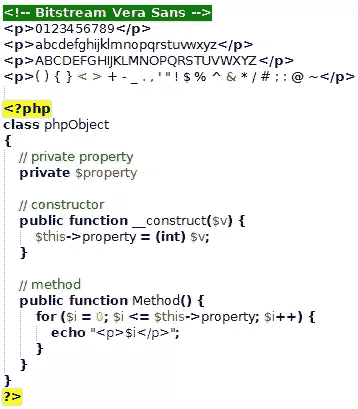 <!-- Bitstream Vera Sans -->
<p>0123456789</p>
<p>abcdefghijklmnopqrstuvwxyz</p>
<p>ABCDEFGHIJKLMNOPQRSTUVWXYZ</p>
<p>( ) { } < > + - _ . , ' " ! $ % ^ & * / # ; : @ ~</p>
<?php
class phpObject
{
// private property
private $property
// constructor
public function __construct($v) {
$this->property = (int) $v;
}
// method
public function Method() {
for ($i = 0; $i <= $this->property; $i++) {
echo "<p>$i</p>";
}
}
}
?>